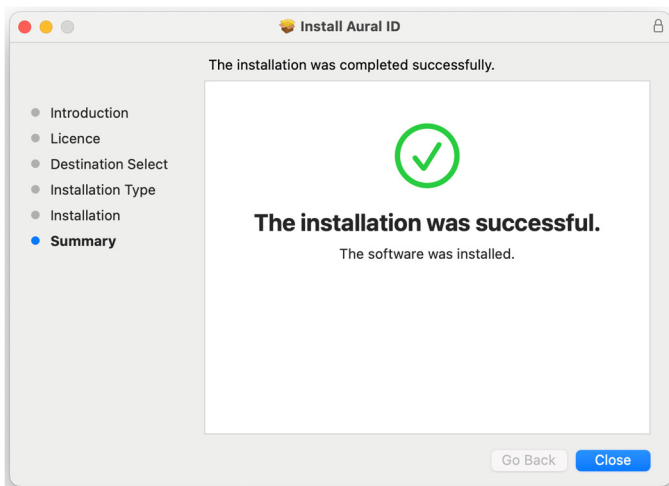 Install Aural ID
The installation was completed successfully.
Introduction
Licence
Destination Select
Installation Type
Installation
Summary
The installation was successful.
The software was installed.
Go Back
Close